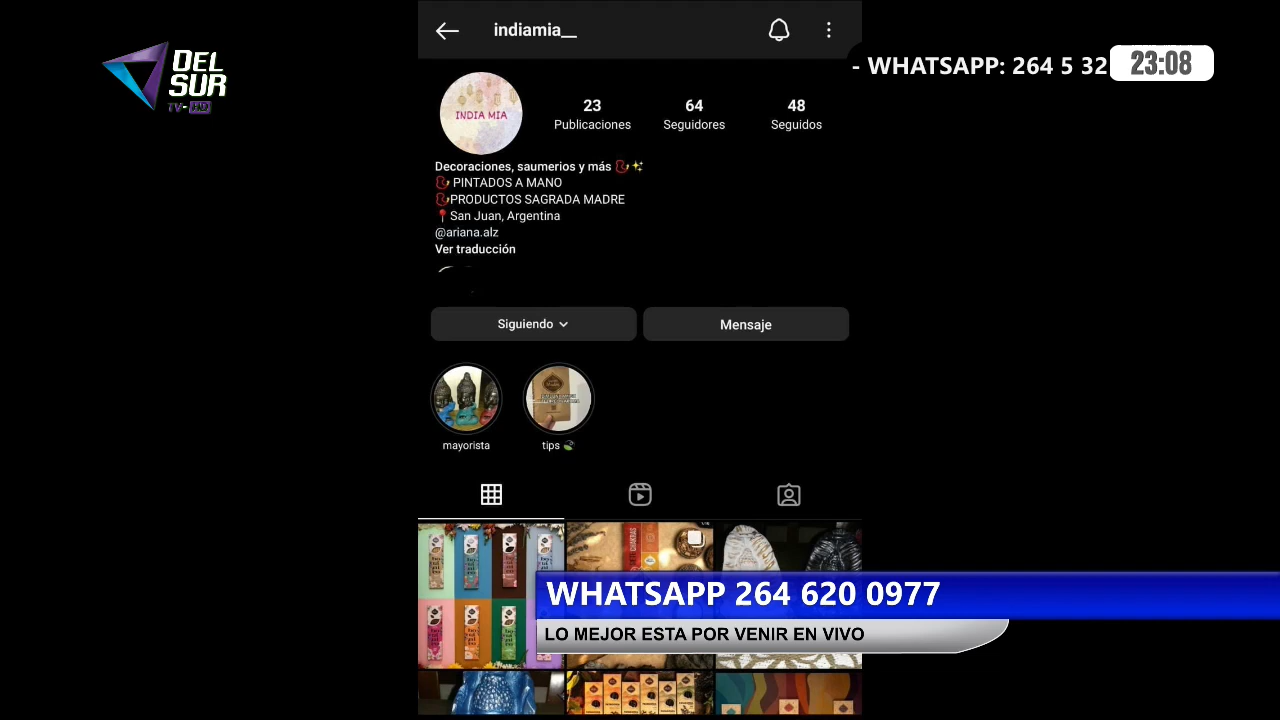 DEL
SUR
TV-HD
indiamia__
- WHATSAPP: 264 5 32
23:08
INDIA MIA
23
Publicaciones
64
Seguidores
48
Seguidos
Decoraciones, saumerios y más
PINTADOS A MANO
PRODUCTOS SAGRADA MADRE
San Juan, Argentina
@ariana.alz
Ver traducción
Siguiendo
Mensaje
mayorista
tips
CHAKRAS
WHATSAPP 264 620 0977
LO MEJOR ESTA POR VENIR EN VIVO